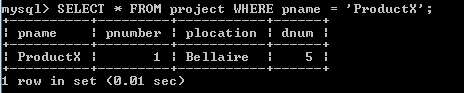 mysql> SELECT * FROM project WHERE pname = 'ProductX';
+----------+---------+-----------+------+
| pname    | pnumber | plocation | dnum |
+----------+---------+-----------+------+
| ProductX |       1 | Bellaire  |    5 |
+----------+---------+-----------+------+
1 row in set (0.01 sec)